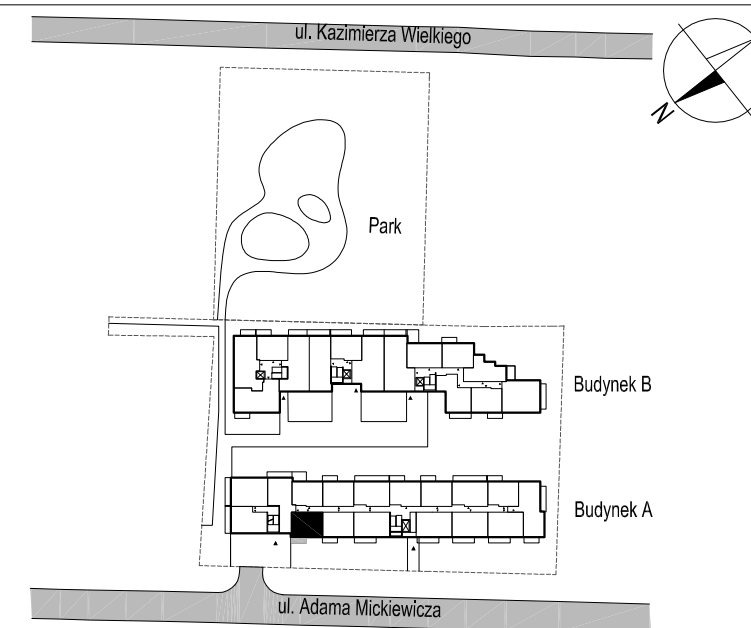 ul. Kazimierza Wielkiego
N
Park
Budynek B
Budynek A
ul. Adama Mickiewicza